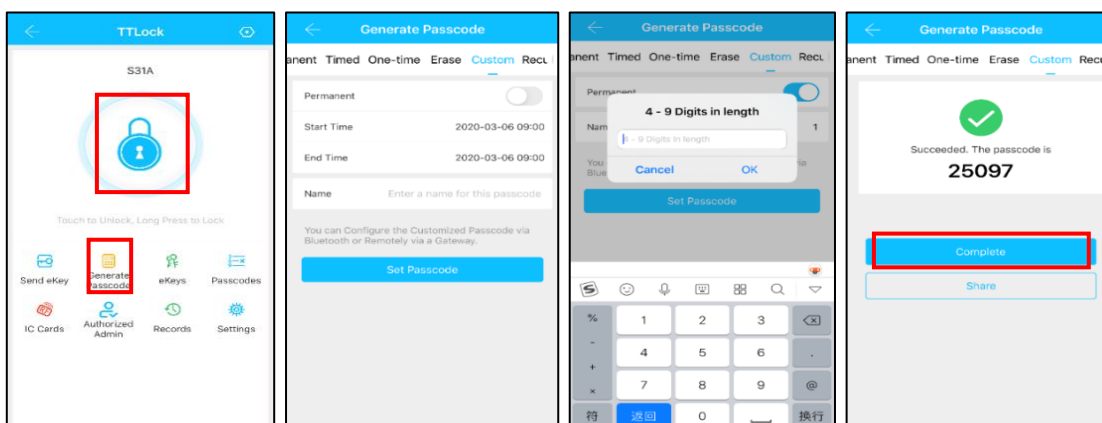 TTLock
S31A
Touch to Unlock, Long Press to Lock
Send eKey
Generate
Passcode
eKeys
Passcodes
IC Cards
Authorized
Admin
Records
Settings
Generate Passcode
anent Timed One-time Erase Custom Recu
Permanent
Start Time 2020-03-06 09:00
End Time 2020-03-06 09:00
Name Enter a name for this passcode
You can Configure the Customized Passcode via
Bluetooth or Remotely via a Gateway.
Set Passcode
Generate Passcode
anent Timed One-time Erase Custom Recu
Permanent
4 - 9 Digits in length
Nam 1
4 - 9 Digits in length
You via
Blue
Cancel OK
Set Passcode
S
% 1 2 3
- 4 5 6 .
+
× 7 8 9 @
符 返回 0 换行
Generate Passcode
anent Timed One-time Erase Custom Recu
Succeeded. The passcode is
25097
Complete
Share